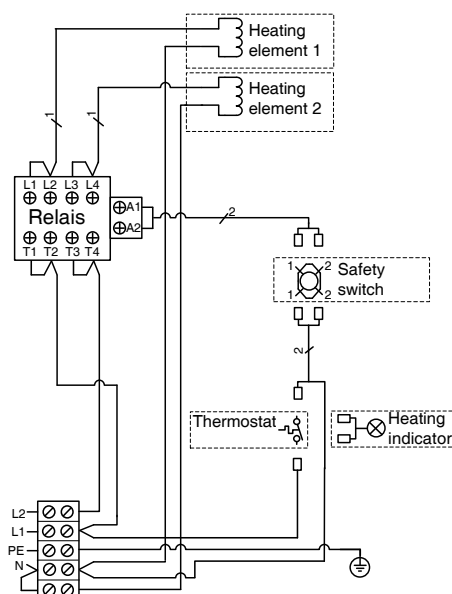 Heating
element 1
Heating
element 2
1
1
L1 L2 L3 L4
Relais
A1
A2
T1 T2 T3 T4
2
1 2
1 2
Safety
switch
2
Thermostat
Heating
indicator
L2
L1
PE
N